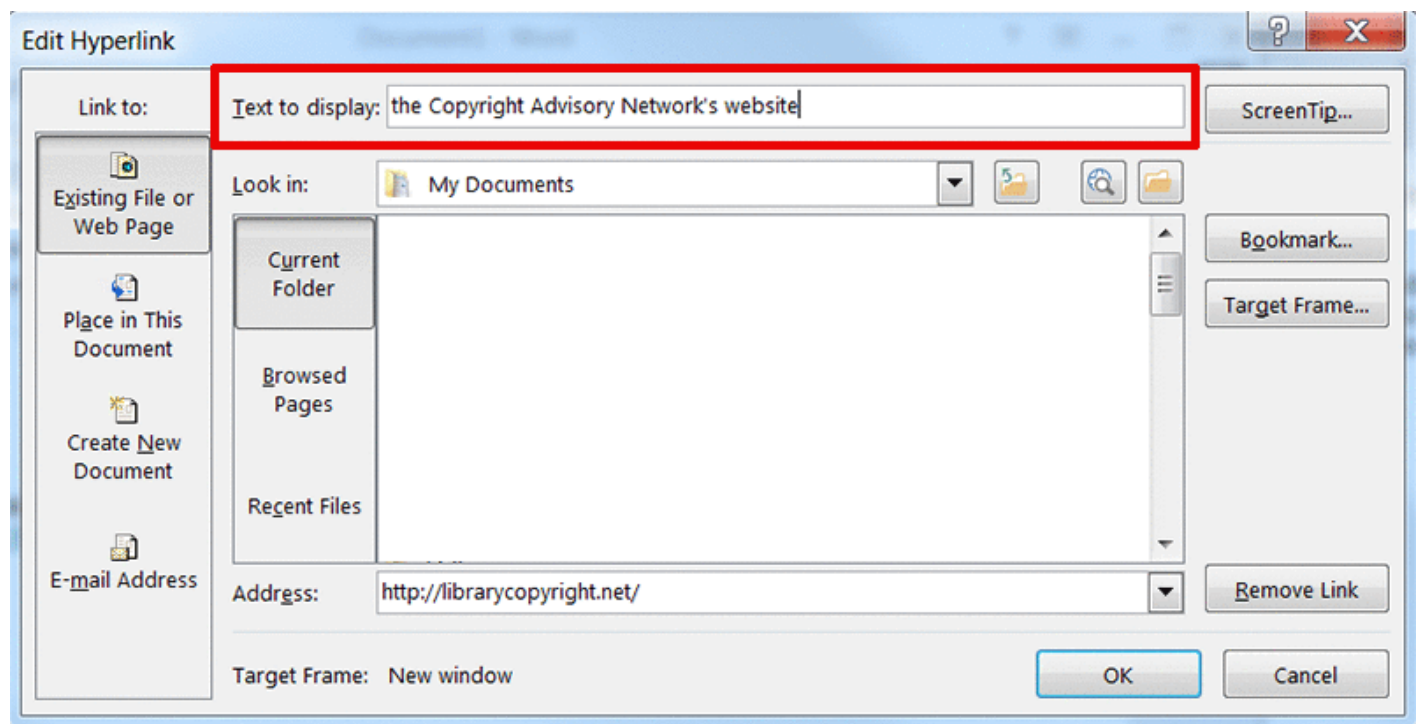 Edit Hyperlink
Link to:
Text to display: the Copyright Advisory Network's website
ScreenTip...
Existing File or
Web Page
Look in: My Documents
Current
Folder
Bookmark...
Place in This
Document
Target Frame...
Browsed
Pages
Create New
Document
Recent Files
E-mail Address
Address: http://librarycopyright.net/
Remove Link
Target Frame: New window
OK
Cancel